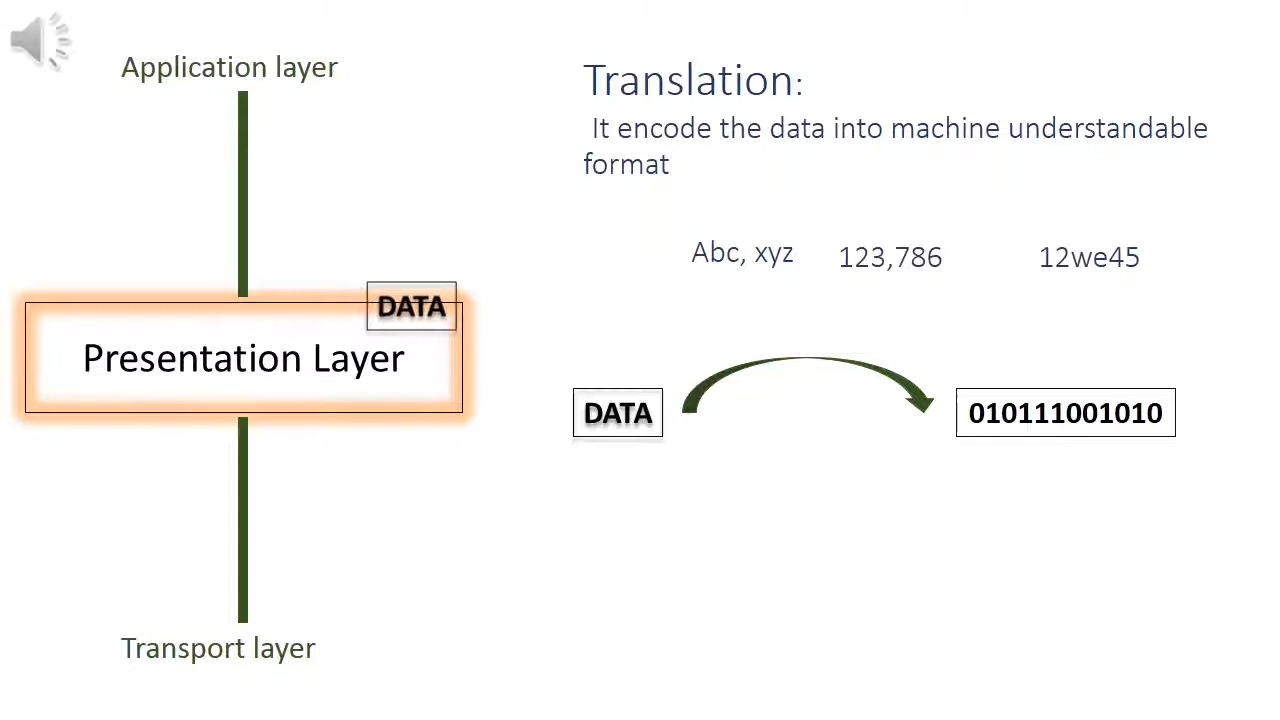 Application layer
DATA
Presentation Layer
Transport layer
Translation:
It encode the data into machine understandable
format
Abc, xyz 123,786 12we45
DATA 010111001010